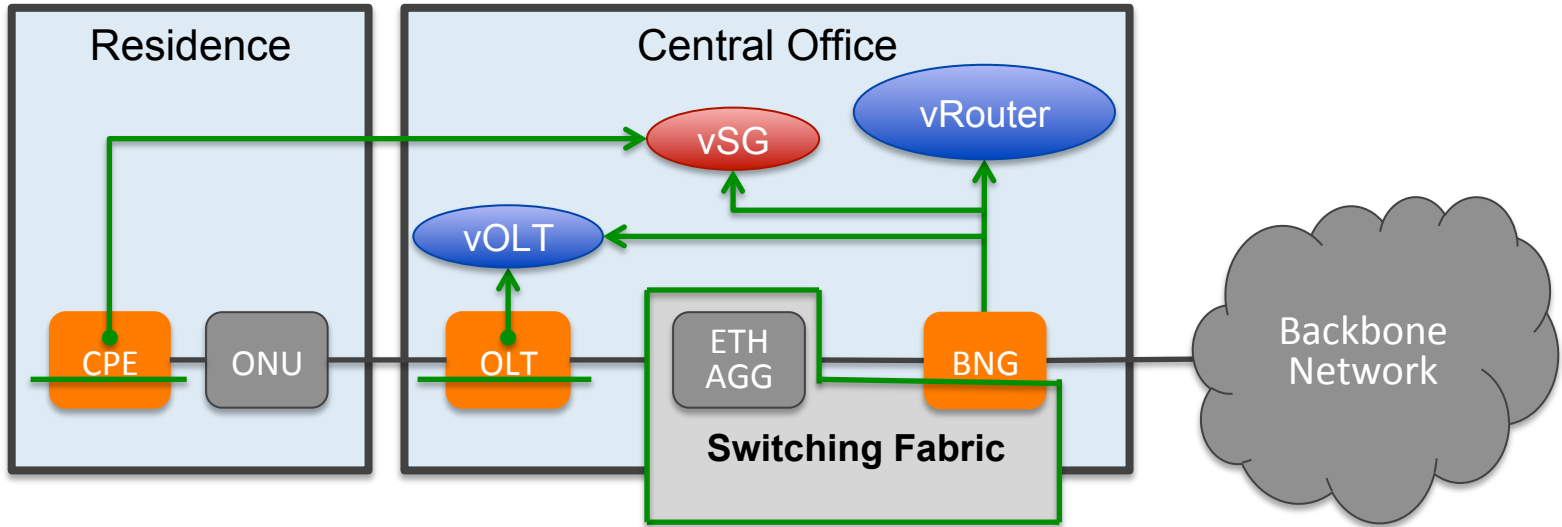 Residence
Central Office
vSG
vRouter
vOLT
CPE
ONU
OLT
ETH
AGG
BNG
Switching Fabric
Backbone
Network